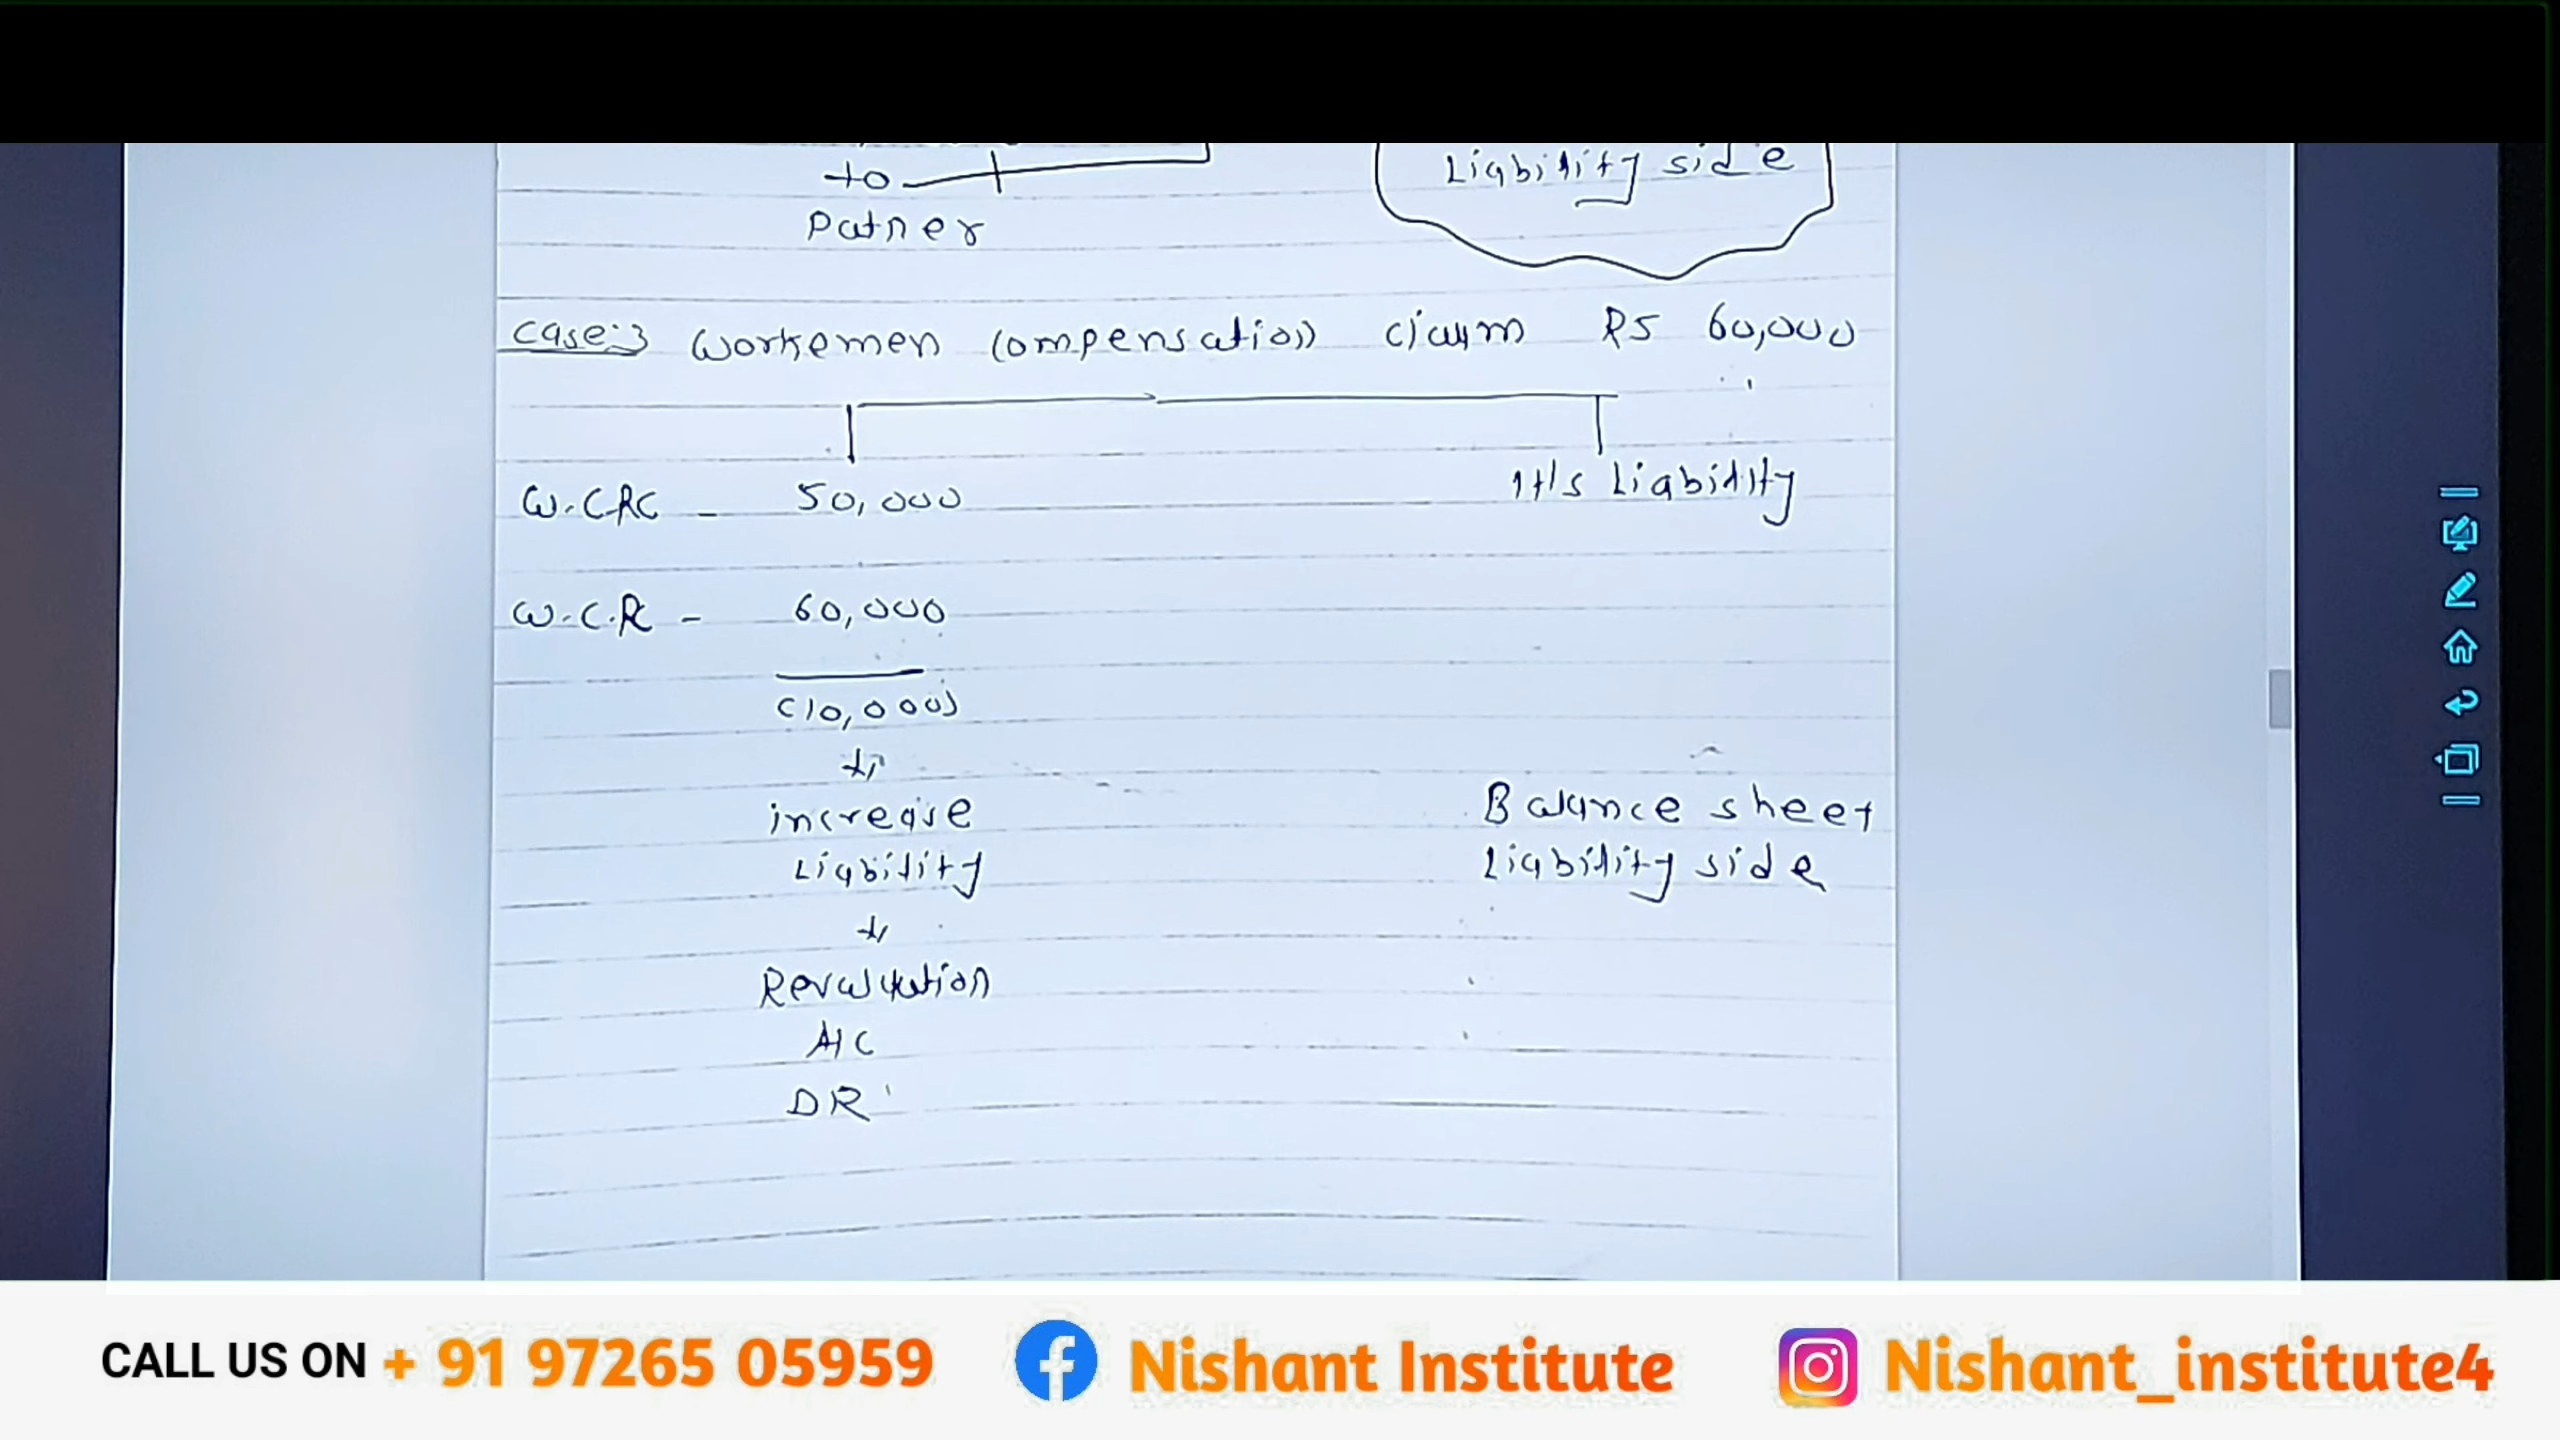 to
Patner
Liability side
Case:3 Workemen Compensation claim RS 60,000
W.CRC - 50,000
It's Liability
W.C.R - 60,000
(10,000)
increase
Liability
Revaluation
A/C
DR
Balance sheet
Liability side
CALL US ON + 91 97265 05959
Nishant Institute
Nishant_institute4